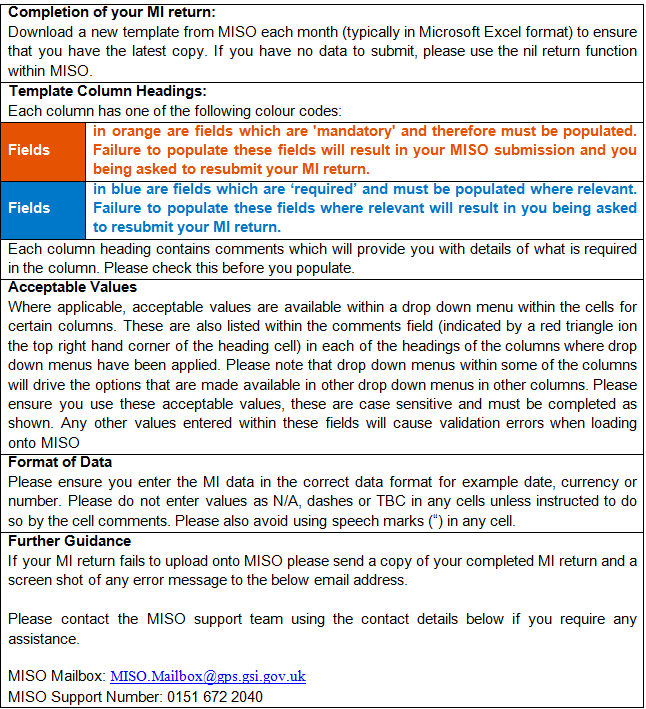 Completion of your MI return:
Download a new template from MISO each month (typically in Microsoft Excel format) to ensure
that you have the latest copy. If you have no data to submit, please use the nil return function
within MISO.
Template Column Headings:
Each column has one of the following colour codes:
Fields
in orange are fields which are 'mandatory' and therefore must be populated.
Failure to populate these fields will result in your MISO submission and you
being asked to resubmit your MI return.
Fields
in blue are fields which are ‘required’ and must be populated where relevant.
Failure to populate these fields where relevant will result in you being asked
to resubmit your MI return.
Each column heading contains comments which will provide you with details of what is required
in the column. Please check this before you populate.
Acceptable Values
Where applicable, acceptable values are available within a drop down menu within the cells for
certain columns. These are also listed within the comments field (indicated by a red triangle ion
the top right hand corner of the heading cell) in each of the headings of the columns where drop
down menus have been applied. Please note that drop down menus within some of the columns
will drive the options that are made available in other drop down menus in other columns. Please
ensure you use these acceptable values, these are case sensitive and must be completed as
shown. Any other values entered within these fields will cause validation errors when loading
onto MISO
Format of Data
Please ensure you enter the MI data in the correct data format for example date, currency or
number. Please do not enter values as N/A, dashes or TBC in any cells unless instructed to do
so by the cell comments. Please also avoid using speech marks (“) in any cell.
Further Guidance
If your MI return fails to upload onto MISO please send a copy of your completed MI return and a
screen shot of any error message to the below email address.
Please contact the MISO support team using the contact details below if you require any
assistance.
MISO Mailbox: MISO.Mailbox@gps.gsi.gov.uk
MISO Support Number: 0151 672 2040